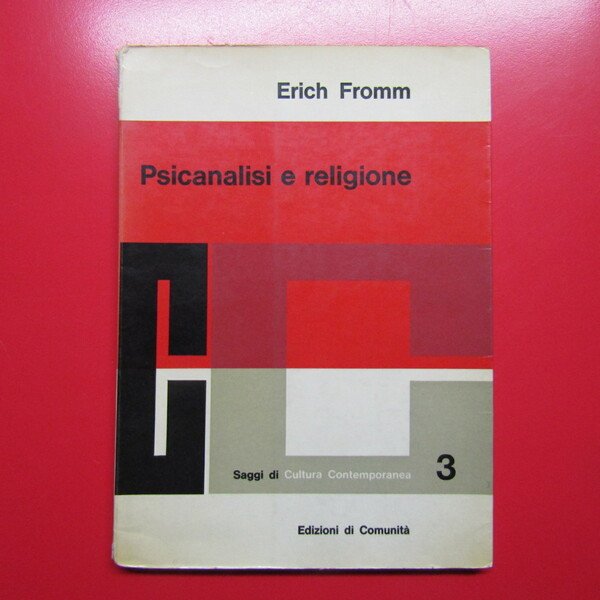 Erich Fromm
Psicanalisi e religione
Saggi di Cultura Contemporanea 3
Edizioni di Comunità